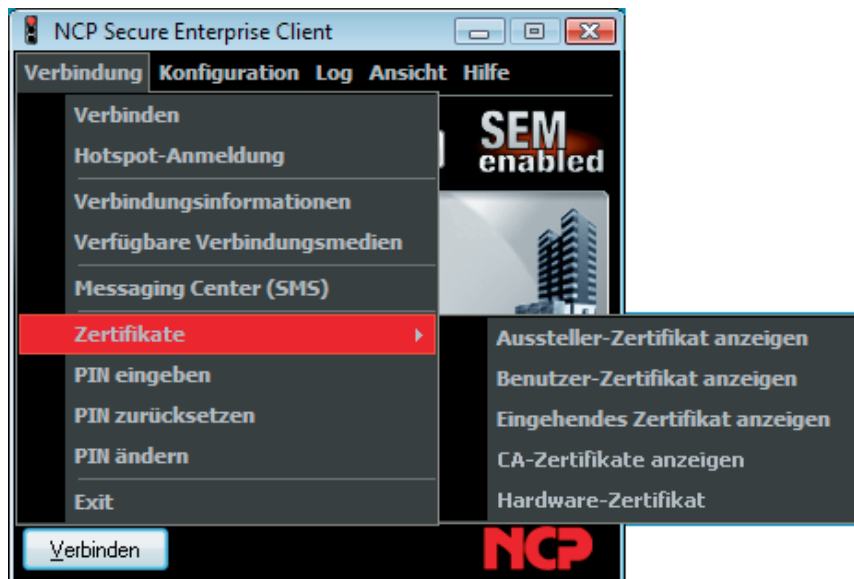 NCP Secure Enterprise Client
Verbindung Konfiguration Log Ansicht Hilfe
Verbinden
Hotspot-Anmeldung
Verbindungsinformationen
Verfügbare Verbindungsmedien
Messaging Center (SMS)
Zertifikate
PIN eingeben
PIN zurücksetzen
PIN ändern
Exit
SEM
enabled
Aussteller-Zertifikat anzeigen
Benutzer-Zertifikat anzeigen
Eingehendes Zertifikat anzeigen
CA-Zertifikate anzeigen
Hardware-Zertifikat
Verbinden
NCP